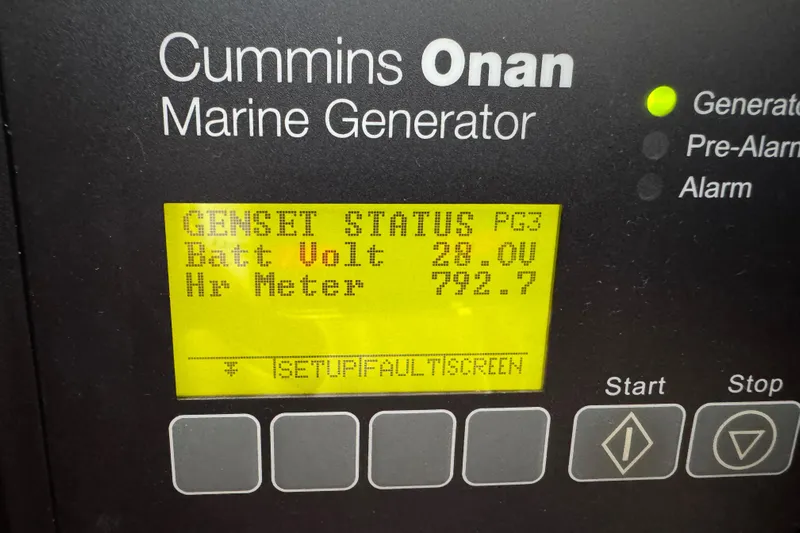 Cummins Onan
Marine Generator
Pre-Alarm
Alarm
GENSET STATUS PG3
Batt Volt 28.0V
Hr Meter 792.7
SETUP FAULT SCREEN
Start
Stop